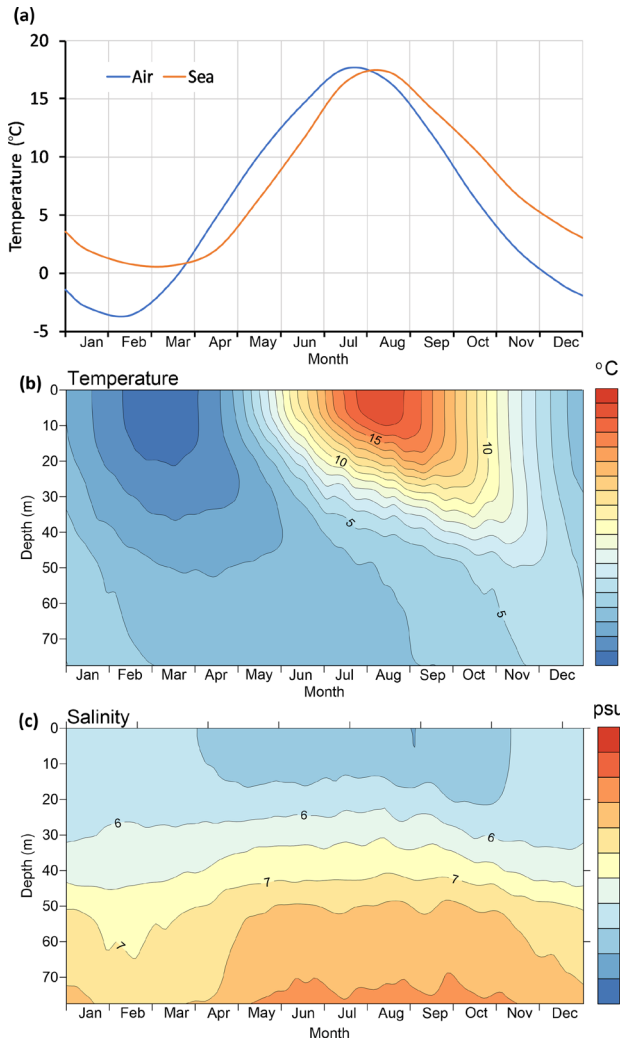 (a)
20
15
10
5
0
-5
Temperature (°C)
Air Sea
Jan Feb Mar Apr May Jun Jul Aug Sep Oct Nov Dec
Month
°C
(b) Temperature
0
10
20
30
40
50
60
70
Depth (m)
15
10
10
5
5
Jan Feb Mar Apr May Jun Jul Aug Sep Oct Nov Dec
Month
psu
(c) Salinity
0
10
20
30
40
50
60
70
Depth (m)
6
6
6
7
7
7
Jan Feb Mar Apr May Jun Jul Aug Sep Oct Nov Dec
Month